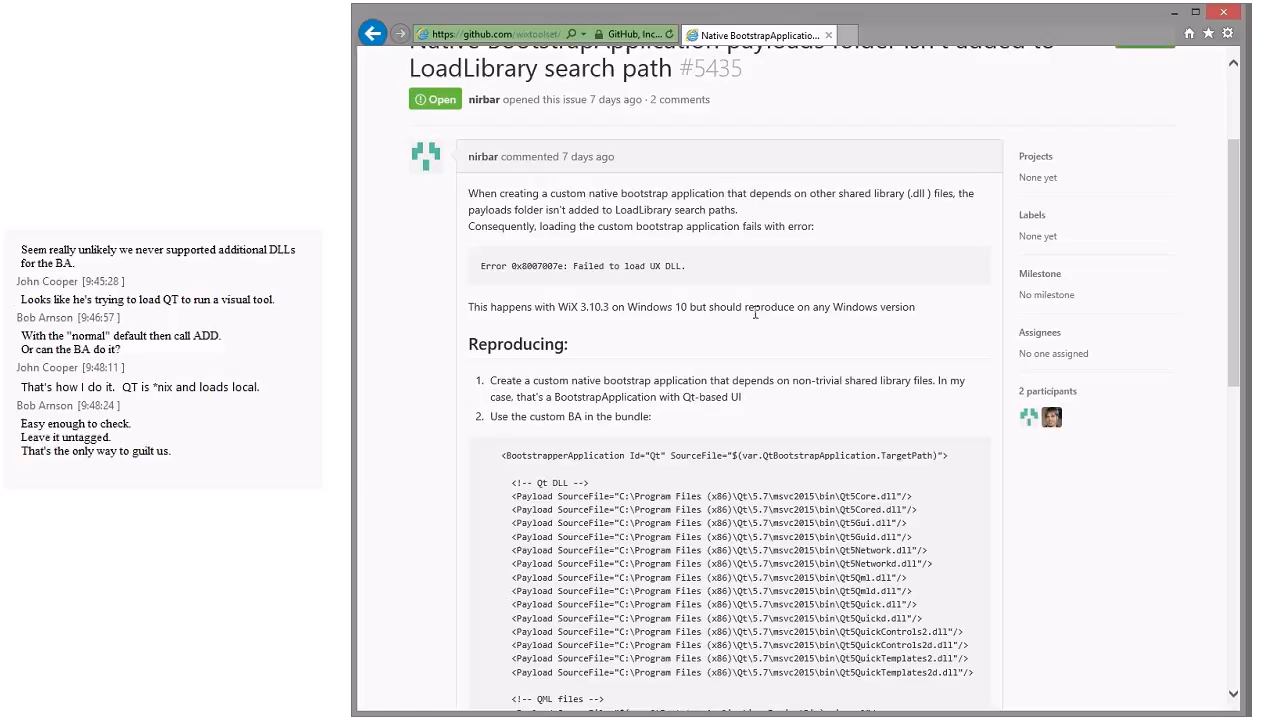 Seem really unlikely we never supported additional DLLs
for the BA.
John Cooper [9:45:28 ]
Looks like he's trying to load QT to run a visual tool.
Bob Arnson [9:46:57 ]
With the "normal" default then call ADD.
Or can the BA do it?
John Cooper [9:48:11 ]
That's how I do it.  QT is *nix and loads local.
Bob Arnson [9:48:24 ]
Easy enough to check.
Leave it untagged.
That's the only way to guilt us.
https://github.com/wixtoolset/
GitHub, Inc...
Native BootstrapApplicatio...
Native BootstrapApplication payloads folder isn't added to
LoadLibrary search path #5435
Open
nirbar opened this issue 7 days ago · 2 comments
nirbar commented 7 days ago
When creating a custom native bootstrap application that depends on other shared library (.dll ) files, the
payloads folder isn't added to LoadLibrary search paths.
Consequently, loading the custom bootstrap application fails with error:
Error 0x8007007e: Failed to load UX DLL.
This happens with WiX 3.10.3 on Windows 10 but should reproduce on any Windows version
Reproducing:
1. Create a custom native bootstrap application that depends on non-trivial shared library files. In my
case, that's a BootstrapApplication with Qt-based UI
2. Use the custom BA in the bundle:
<BootstrapperApplication Id="Qt" SourceFile="$(var.QtBootstrapApplication.TargetPath)">
<!-- Qt DLL -->
<Payload SourceFile="C:\Program Files (x86)\Qt\5.7\msvc2015\bin\Qt5Core.dll"/>
<Payload SourceFile="C:\Program Files (x86)\Qt\5.7\msvc2015\bin\Qt5Cored.dll"/>
<Payload SourceFile="C:\Program Files (x86)\Qt\5.7\msvc2015\bin\Qt5Gui.dll"/>
<Payload SourceFile="C:\Program Files (x86)\Qt\5.7\msvc2015\bin\Qt5Guid.dll"/>
<Payload SourceFile="C:\Program Files (x86)\Qt\5.7\msvc2015\bin\Qt5Network.dll"/>
<Payload SourceFile="C:\Program Files (x86)\Qt\5.7\msvc2015\bin\Qt5Networkd.dll"/>
<Payload SourceFile="C:\Program Files (x86)\Qt\5.7\msvc2015\bin\Qt5Qml.dll"/>
<Payload SourceFile="C:\Program Files (x86)\Qt\5.7\msvc2015\bin\Qt5Qmld.dll"/>
<Payload SourceFile="C:\Program Files (x86)\Qt\5.7\msvc2015\bin\Qt5Quick.dll"/>
<Payload SourceFile="C:\Program Files (x86)\Qt\5.7\msvc2015\bin\Qt5Quickd.dll"/>
<Payload SourceFile="C:\Program Files (x86)\Qt\5.7\msvc2015\bin\Qt5QuickControls2.dll"/>
<Payload SourceFile="C:\Program Files (x86)\Qt\5.7\msvc2015\bin\Qt5QuickControls2d.dll"/>
<Payload SourceFile="C:\Program Files (x86)\Qt\5.7\msvc2015\bin\Qt5QuickTemplates2.dll"/>
<Payload SourceFile="C:\Program Files (x86)\Qt\5.7\msvc2015\bin\Qt5QuickTemplates2d.dll"/>
<!-- QML files -->
Projects
None yet
Labels
None yet
Milestone
No milestone
Assignees
No one assigned
2 participants